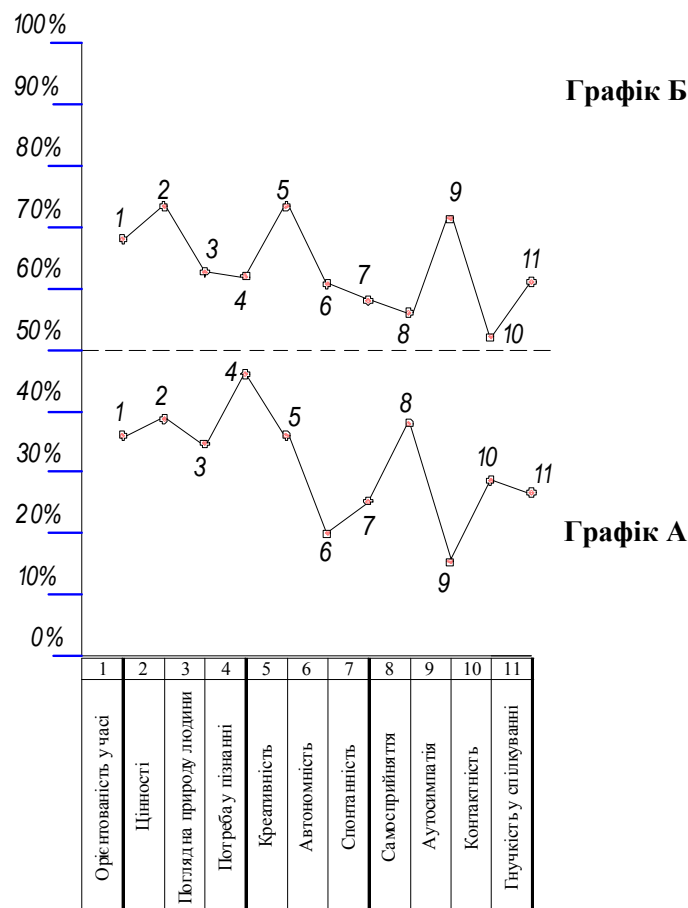 100%
90%
80%
70%
60%
50%
40%
30%
20%
10%
0%
Графік Б
1
2
3
4
5
6
7
8
9
10
11
Графік А
1
2
3
4
5
6
7
8
9
10
11
1 2 3 4 5 6 7 8 9 10 11
Орієнтованість у часі
Цінності
Погляд на природу людини
Потреба у пізнанні
Креативність
Автономність
Спонтанність
Самосприйняття
Аутосимпатія
Контактність
Гнучкість у спілкуванні